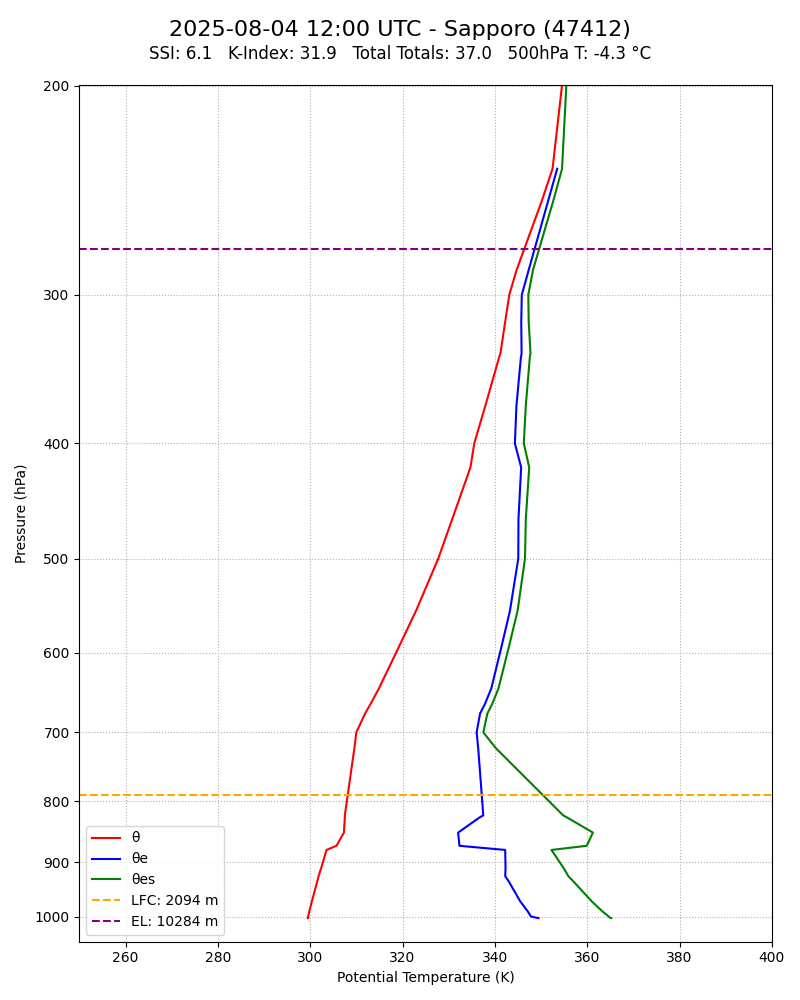 2025-08-04 12:00 UTC - Sapporo (47412)
SSI: 6.1   K-Index: 31.9   Total Totals: 37.0   500hPa T: -4.3 °C
200
300
400
500
600
700
800
900
1000
Pressure (hPa)
θ
θe
θes
LFC: 2094 m
EL: 10284 m
260
280
300
320
340
360
380
400
Potential Temperature (K)